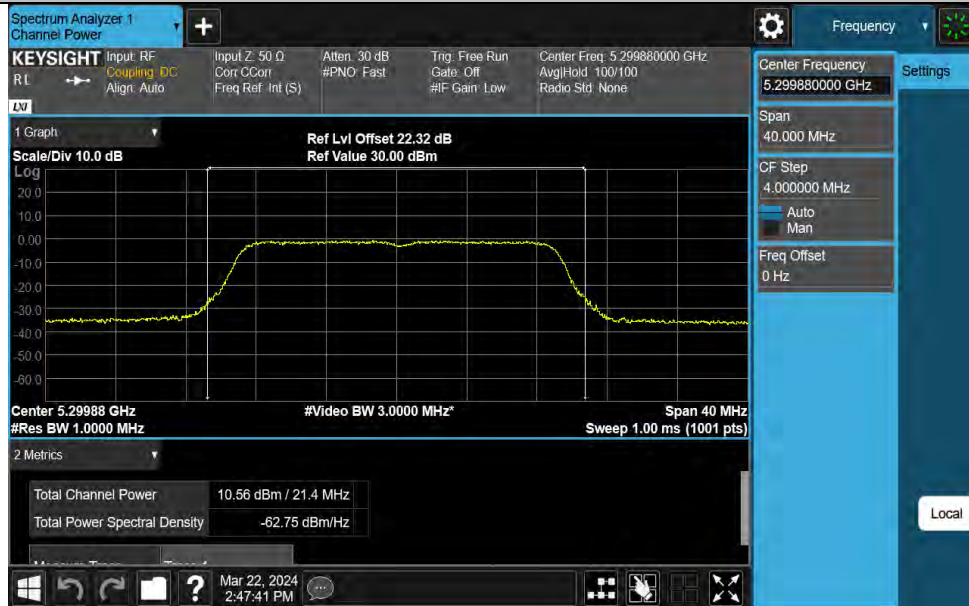 Spectrum Analyzer 1
Channel Power
+
Frequency
KEYSIGHT
Input: RF
Coupling: DC
Align: Auto
Input Z: 50 Ω
Corr CCorr
Freq Ref: Int (S)
Atten: 30 dB
#PNO: Fast
Trig: Free Run
Gate: Off
#IF Gain: Low
Center Freq: 5.299880000 GHz
Avg|Hold: 100/100
Radio Std: None
LXI
Center Frequency
5.299880000 GHz
Settings
Span
40.000 MHz
CF Step
4.000000 MHz
Auto
Man
Freq Offset
0 Hz
1 Graph
Scale/Div 10.0 dB
Ref Lvl Offset 22.32 dB
Ref Value 30.00 dBm
Log
20.0
10.0
0.00
-10.0
-20.0
-30.0
-40.0
-50.0
-60.0
Center 5.29988 GHz
#Res BW 1.0000 MHz
#Video BW 3.0000 MHz*
Span 40 MHz
Sweep 1.00 ms (1001 pts)
2 Metrics
Total Channel Power 10.56 dBm / 21.4 MHz
Total Power Spectral Density -62.75 dBm/Hz
Local
?
Mar 22, 2024
2:47:41 PM